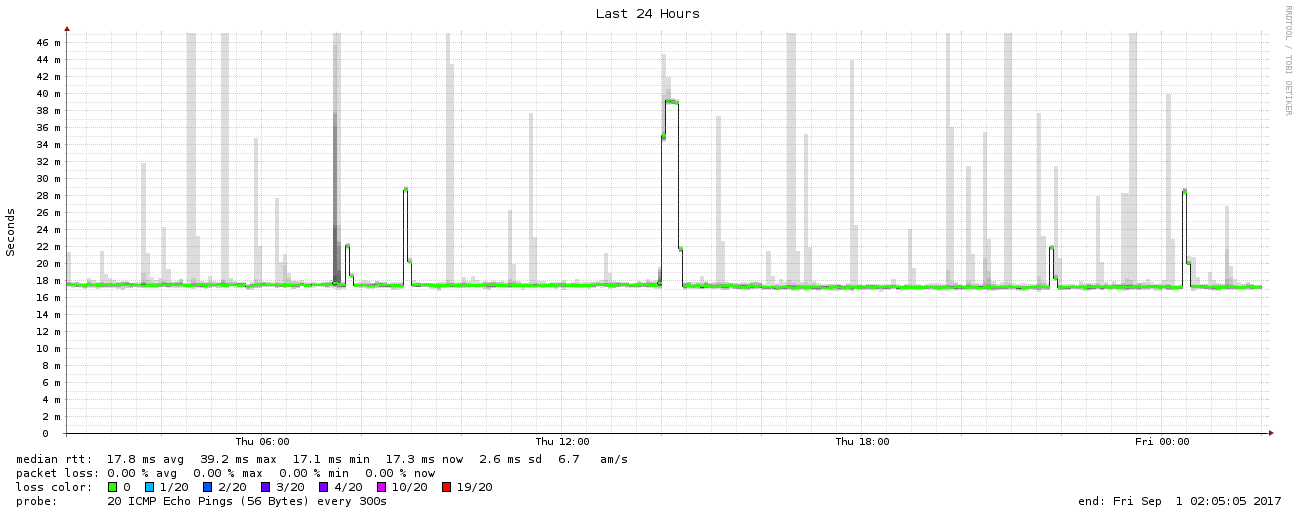 Last 24 Hours
RRDTOOL / TOBI OETIKER
Seconds
46 m
44 m
42 m
40 m
38 m
36 m
34 m
32 m
30 m
28 m
26 m
24 m
22 m
20 m
18 m
16 m
14 m
12 m
10 m
8 m
6 m
4 m
2 m
0
Thu 06:00 Thu 12:00 Thu 18:00 Fri 00:00
median rtt: 17.8 ms avg 39.2 ms max 17.1 ms min 17.3 ms now 2.6 ms sd 6.7 am/s
packet loss: 0.00 % avg 0.00 % max 0.00 % min 0.00 % now
loss color: 0 1/20 2/20 3/20 4/20 10/20 19/20
probe: 20 ICMP Echo Pings (56 Bytes) every 300s end: Fri Sep 1 02:05:05 2017